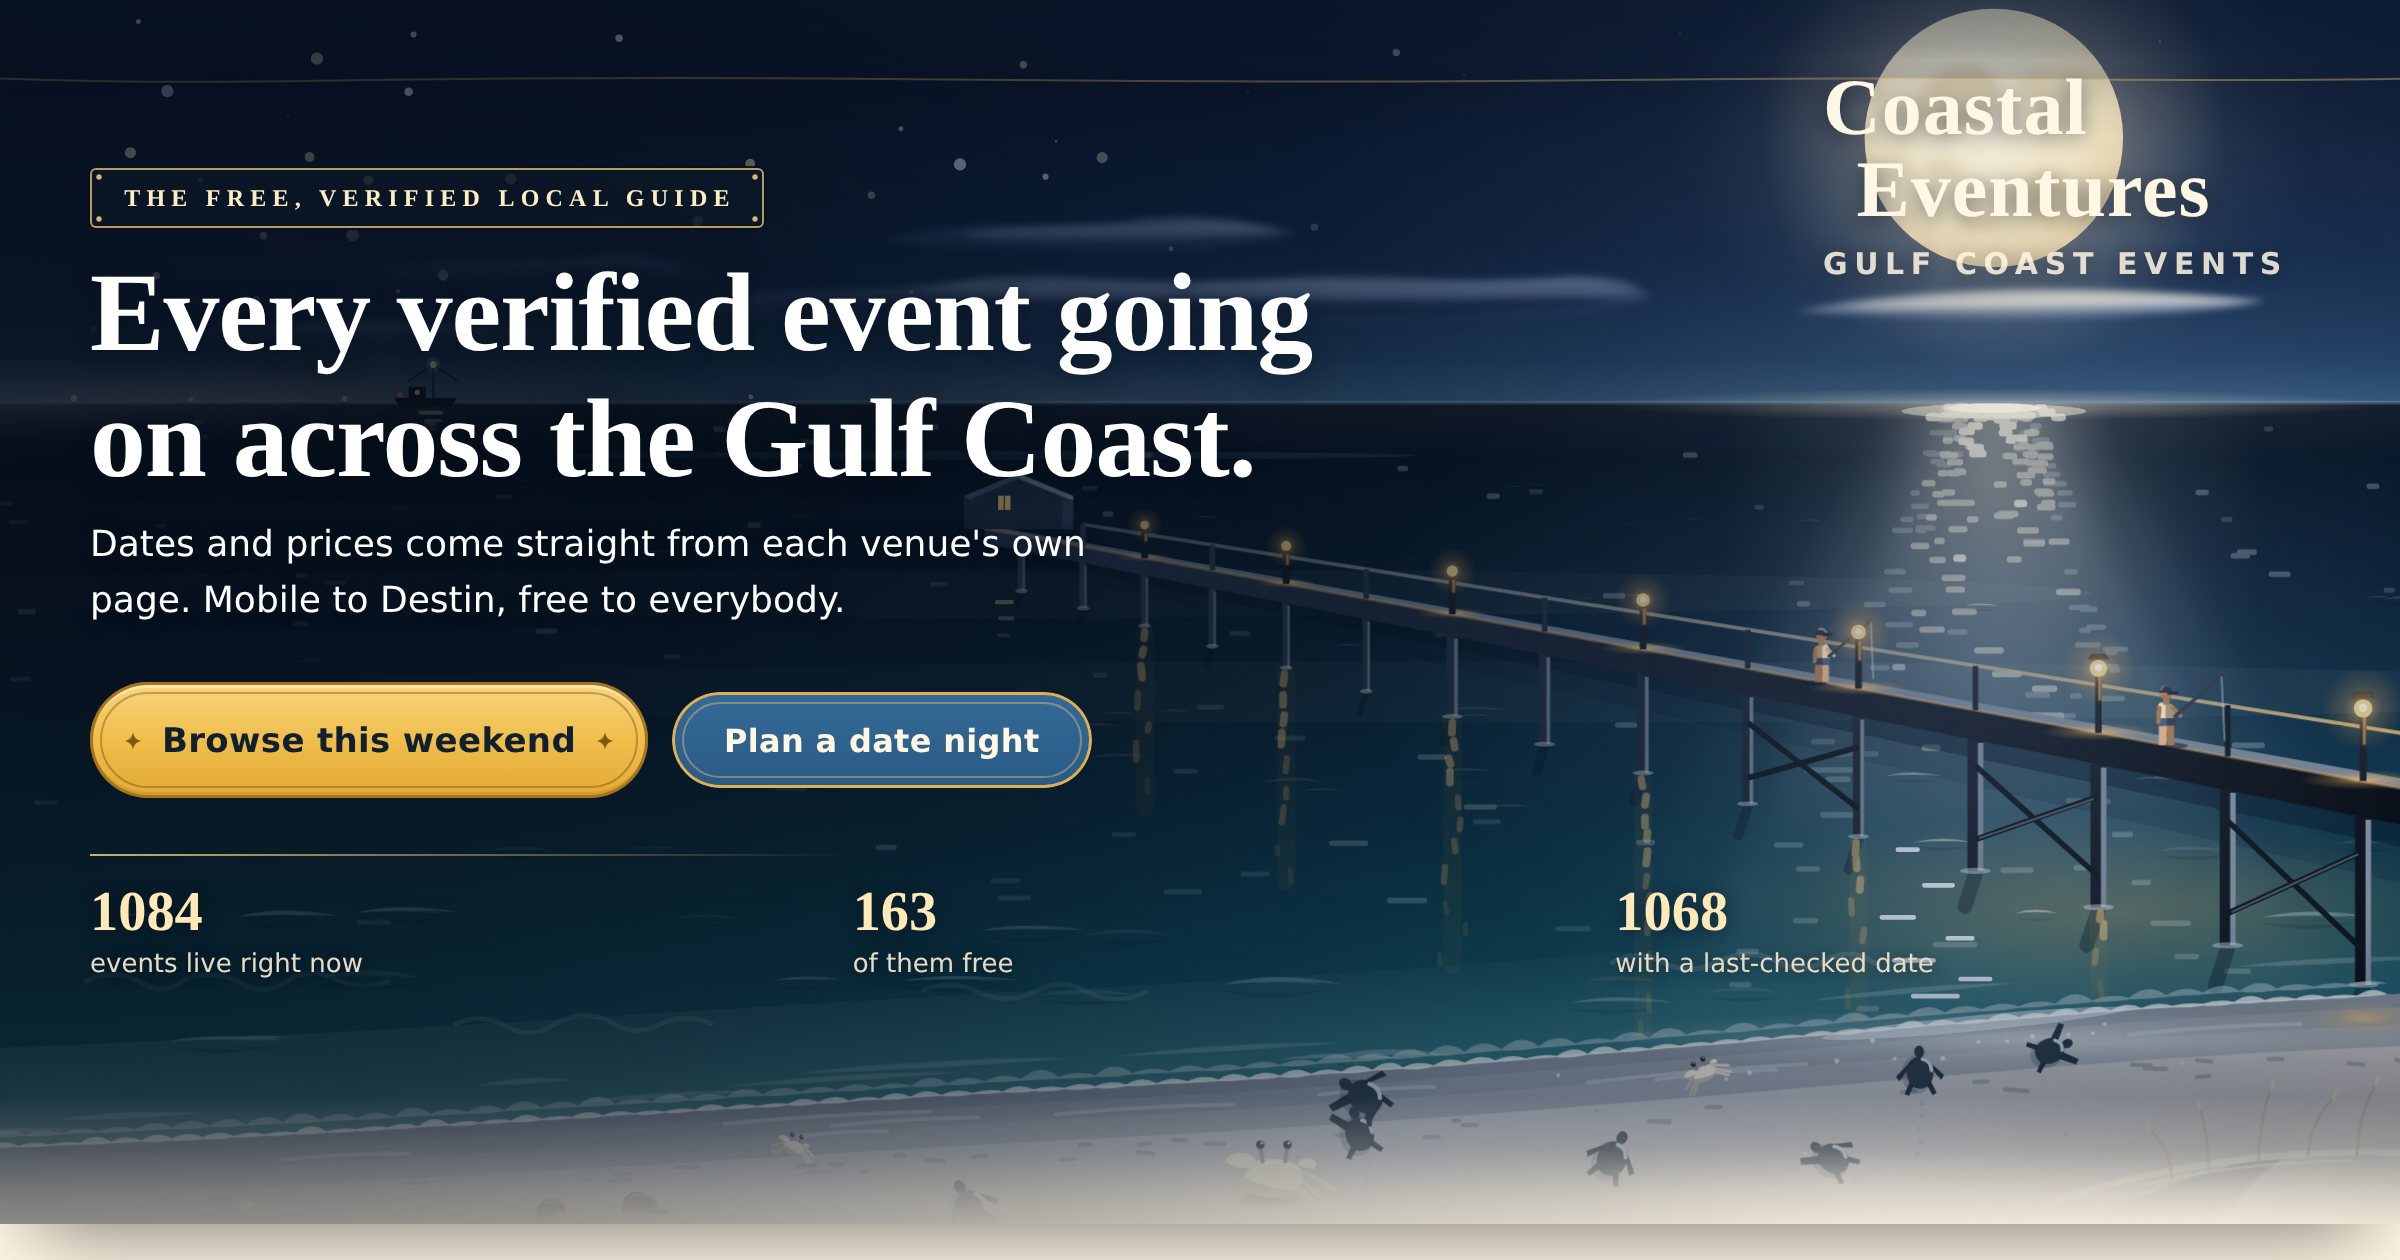 Coastal
Eventures
GULF COAST EVENTS
THE FREE, VERIFIED LOCAL GUIDE
Every verified event going
on across the Gulf Coast.
Dates and prices come straight from each venue's own
page. Mobile to Destin, free to everybody.
Browse this weekend
Plan a date night
1084
events live right now
163
of them free
1068
with a last-checked date